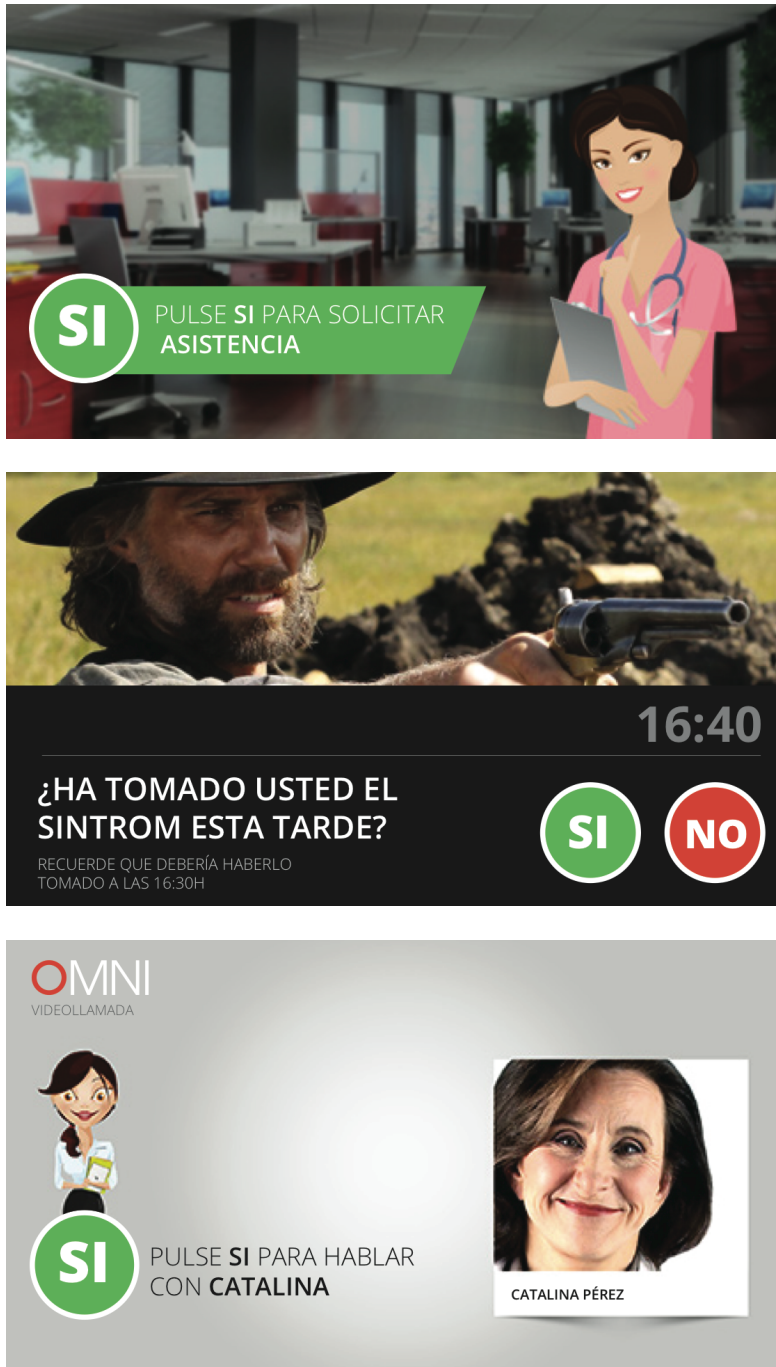 SI
PULSE SI PARA SOLICITAR
ASISTENCIA
16:40
¿HA TOMADO USTED EL
SINTROM ESTA TARDE?
RECUERDE QUE DEBERÍA HABERLO
TOMADO A LAS 16:30H
SI
NO
OMNI
VIDEOLLAMADA
SI
PULSE SI PARA HABLAR
CON CATALINA
CATALINA PÉREZ